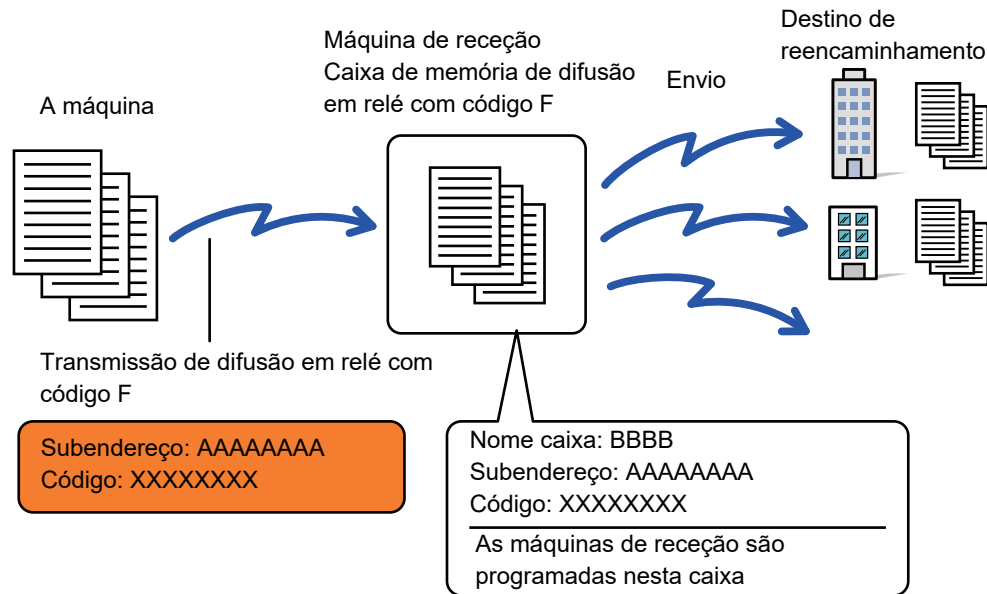 A máquina
Máquina de receção
Caixa de memória de difusão
em relé com código F
Envio
Destino de
reencaminhamento
Transmissão de difusão em relé com
código F
Subendereço: AAAAAAAA
Código: XXXXXXXX
Nome caixa: BBBB
Subendereço: AAAAAAAA
Código: XXXXXXXX
As máquinas de receção são
programadas nesta caixa